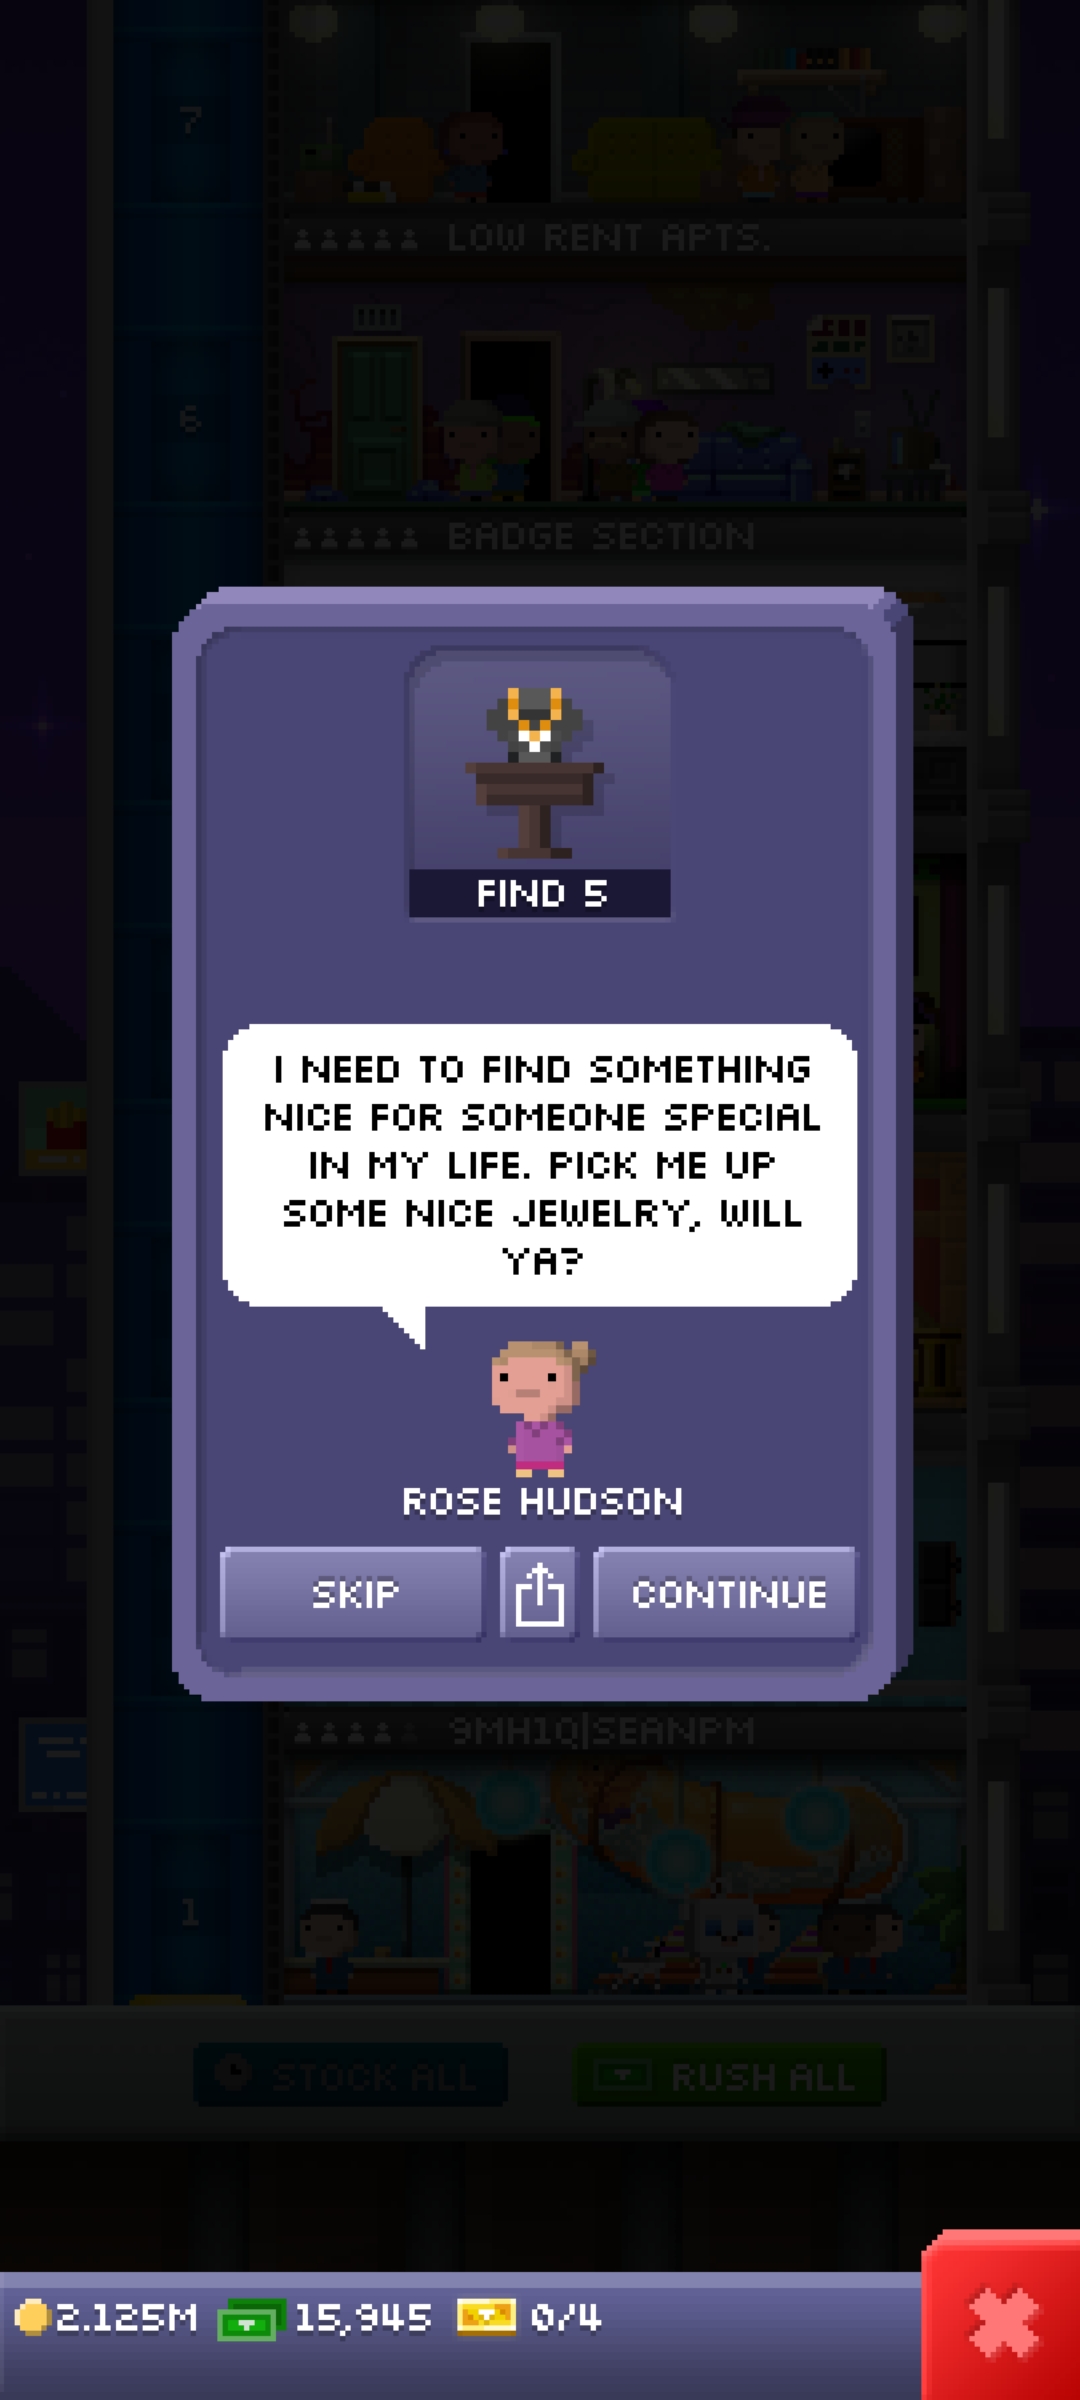 7
LOW RENT APTS.
6
BADGE SECTION
FIND 5
I NEED TO FIND SOMETHING
NICE FOR SOMEONE SPECIAL
IN MY LIFE. PICK ME UP
SOME NICE JEWELRY, WILL
YA?
ROSE HUDSON
SKIP
CONTINUE
9MH1Q|SEANPM
1
STOCK ALL
RUSH ALL
2.125M
15,945
0/4